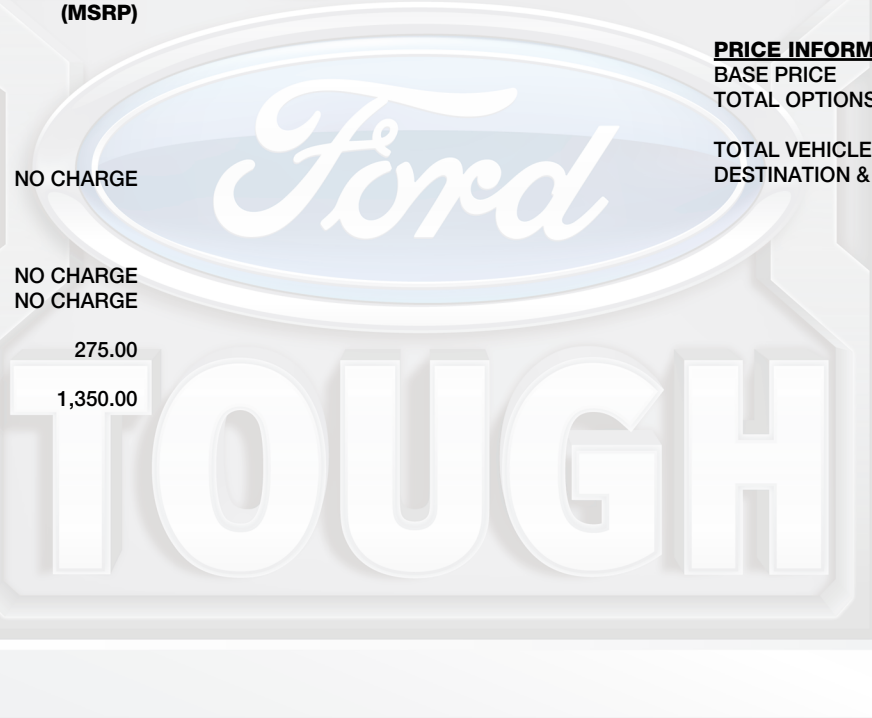 (MSRP)
PRICE INFORM
BASE PRICE
TOTAL OPTIONS
TOTAL VEHICLE
DESTINATION &
NO CHARGE
NO CHARGE
NO CHARGE
275.00
1,350.00
Ford
TOUGH